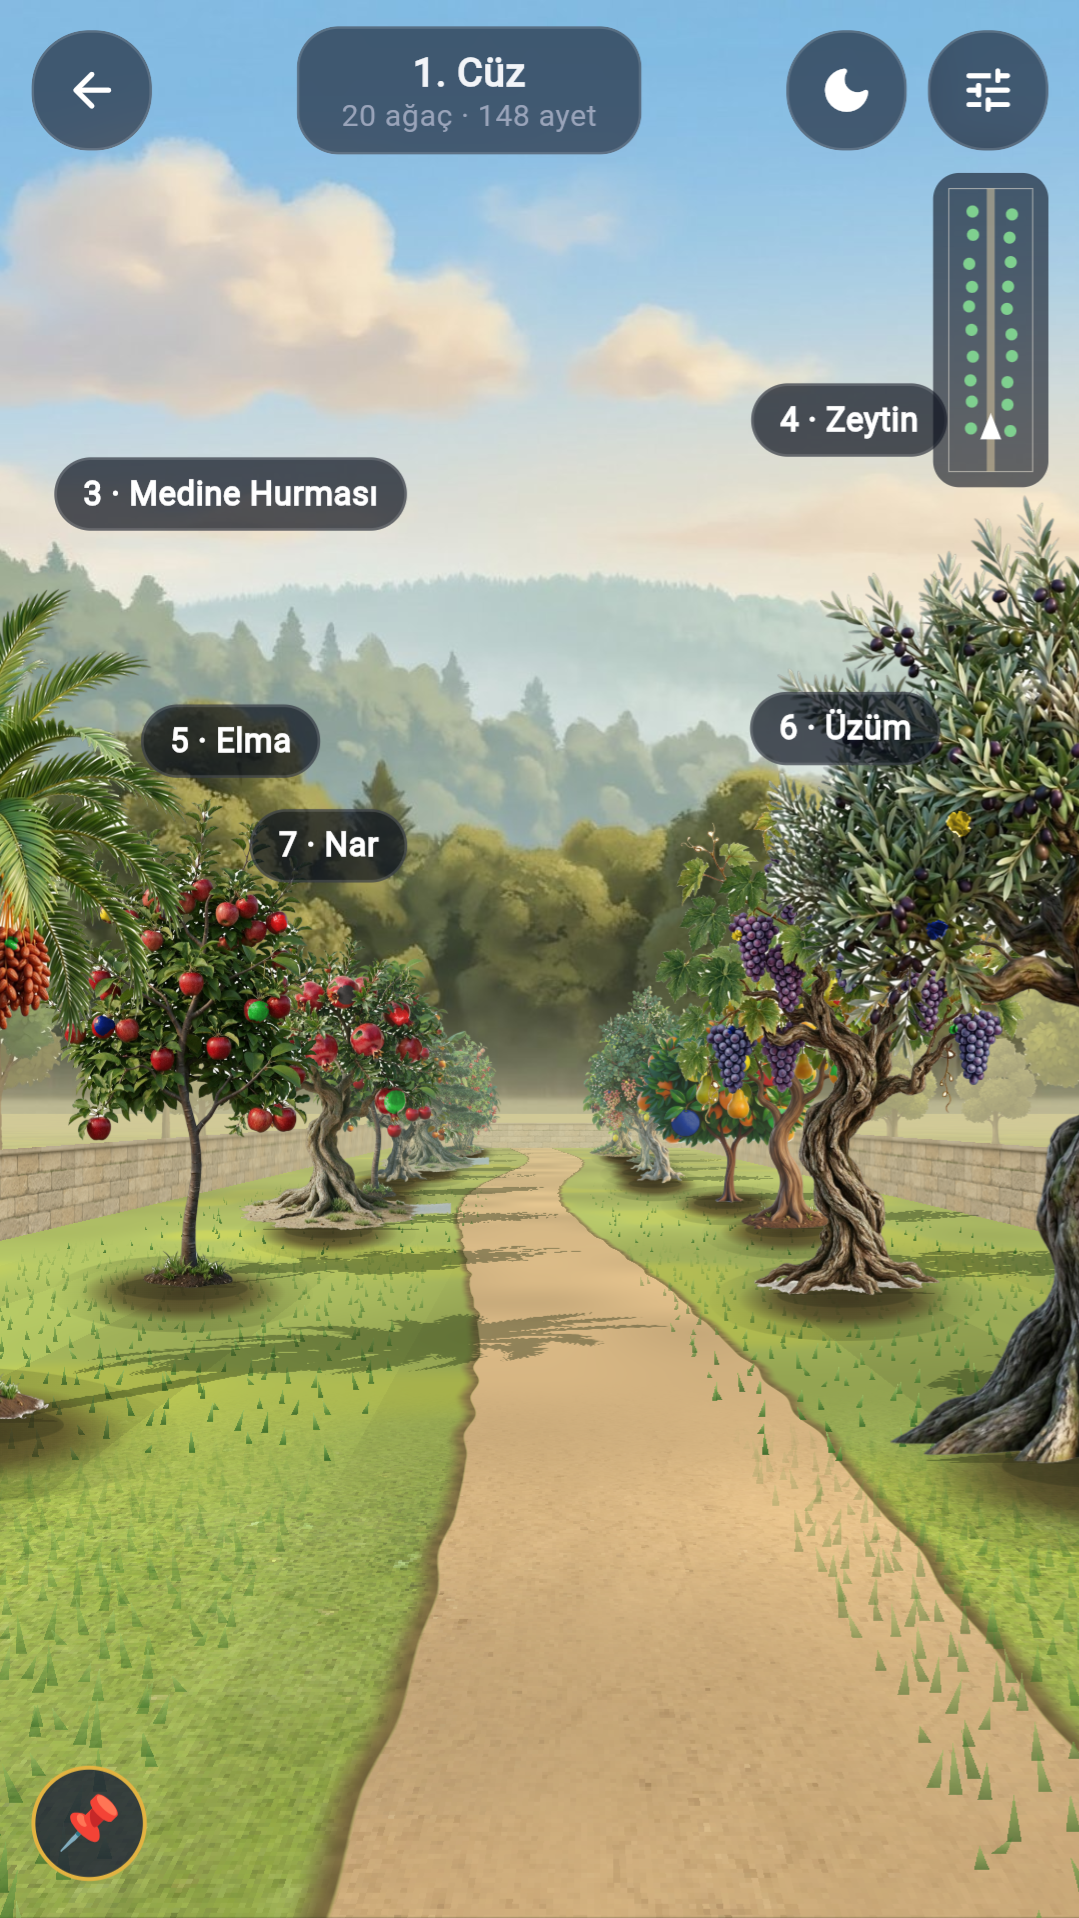 1. Cüz
20 ağaç · 148 ayet
4 · Zeytin
3 · Medine Hurması
6 · Üzüm
5 · Elma
7 · Nar